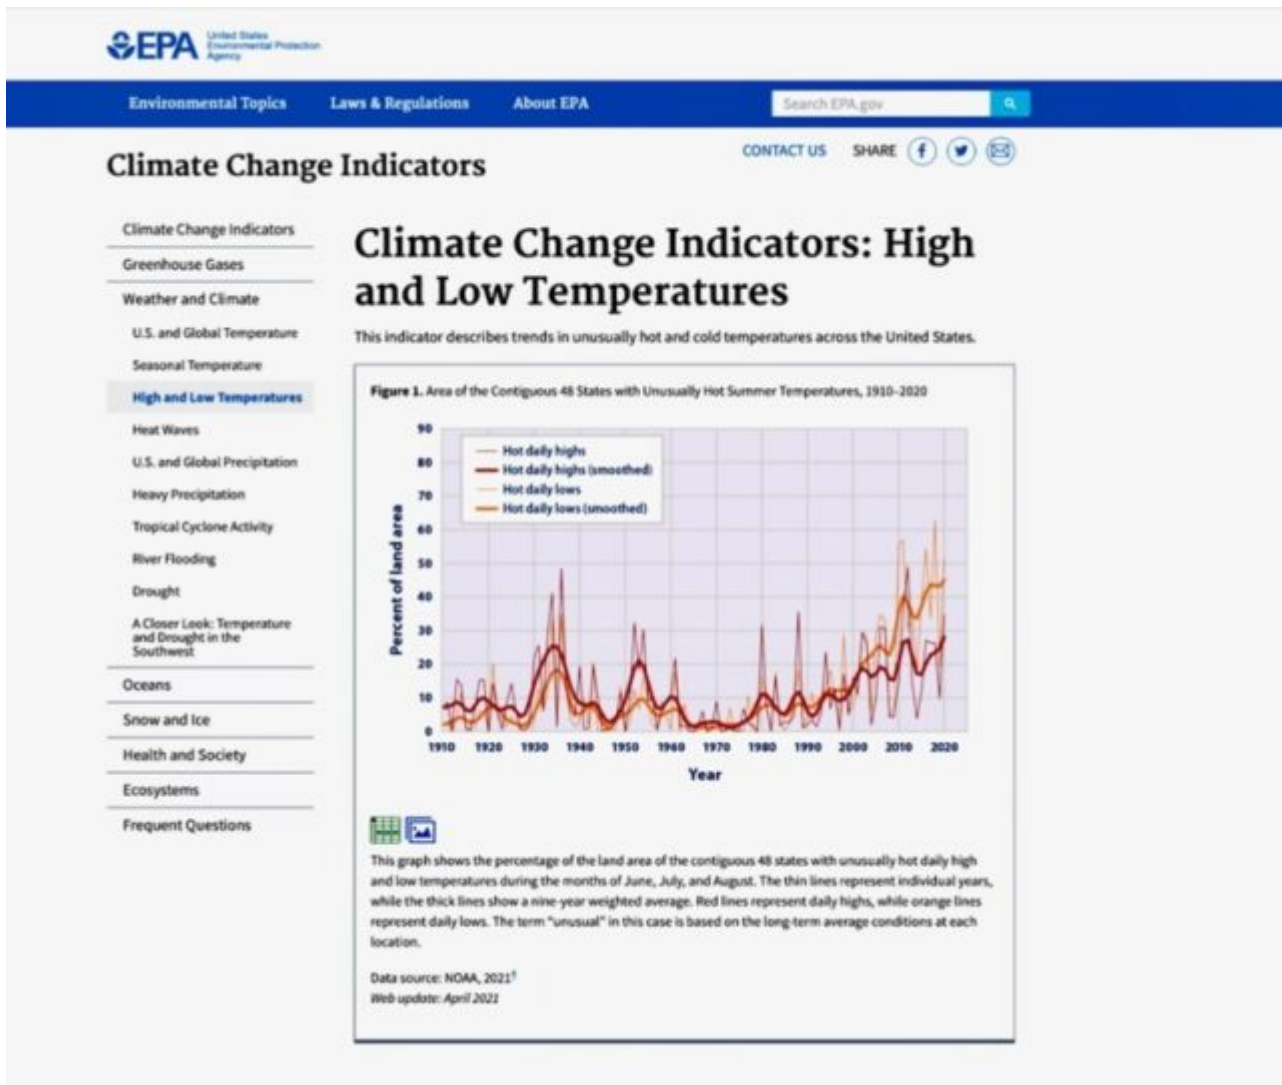 EPA
United States
Environmental Protection
Agency
Environmental Topics
Laws & Regulations
About EPA
Search EPA.gov
CONTACT US
SHARE
Climate Change Indicators
Climate Change Indicators
Greenhouse Gases
Weather and Climate
U.S. and Global Temperature
Seasonal Temperature
High and Low Temperatures
Heat Waves
U.S. and Global Precipitation
Heavy Precipitation
Tropical Cyclone Activity
River Flooding
Drought
A Closer Look: Temperature
and Drought in the
Southwest
Oceans
Snow and Ice
Health and Society
Ecosystems
Frequent Questions
Climate Change Indicators: High
and Low Temperatures
This indicator describes trends in unusually hot and cold temperatures across the United States.
Figure 1. Area of the Contiguous 48 States with Unusually Hot Summer Temperatures, 1910–2020
Hot daily highs
Hot daily highs (smoothed)
Hot daily lows
Hot daily lows (smoothed)
Percent of land area
90
80
70
60
50
40
30
20
10
0
1910 1920 1930 1940 1950 1960 1970 1980 1990 2000 2010 2020
Year
This graph shows the percentage of the land area of the contiguous 48 states with unusually hot daily high
and low temperatures during the months of June, July, and August. The thin lines represent individual years,
while the thick lines show a nine-year weighted average. Red lines represent daily highs, while orange lines
represent daily lows. The term "unusual" in this case is based on the long-term average conditions at each
location.
Data source: NOAA, 2021¹
Web update: April 2021